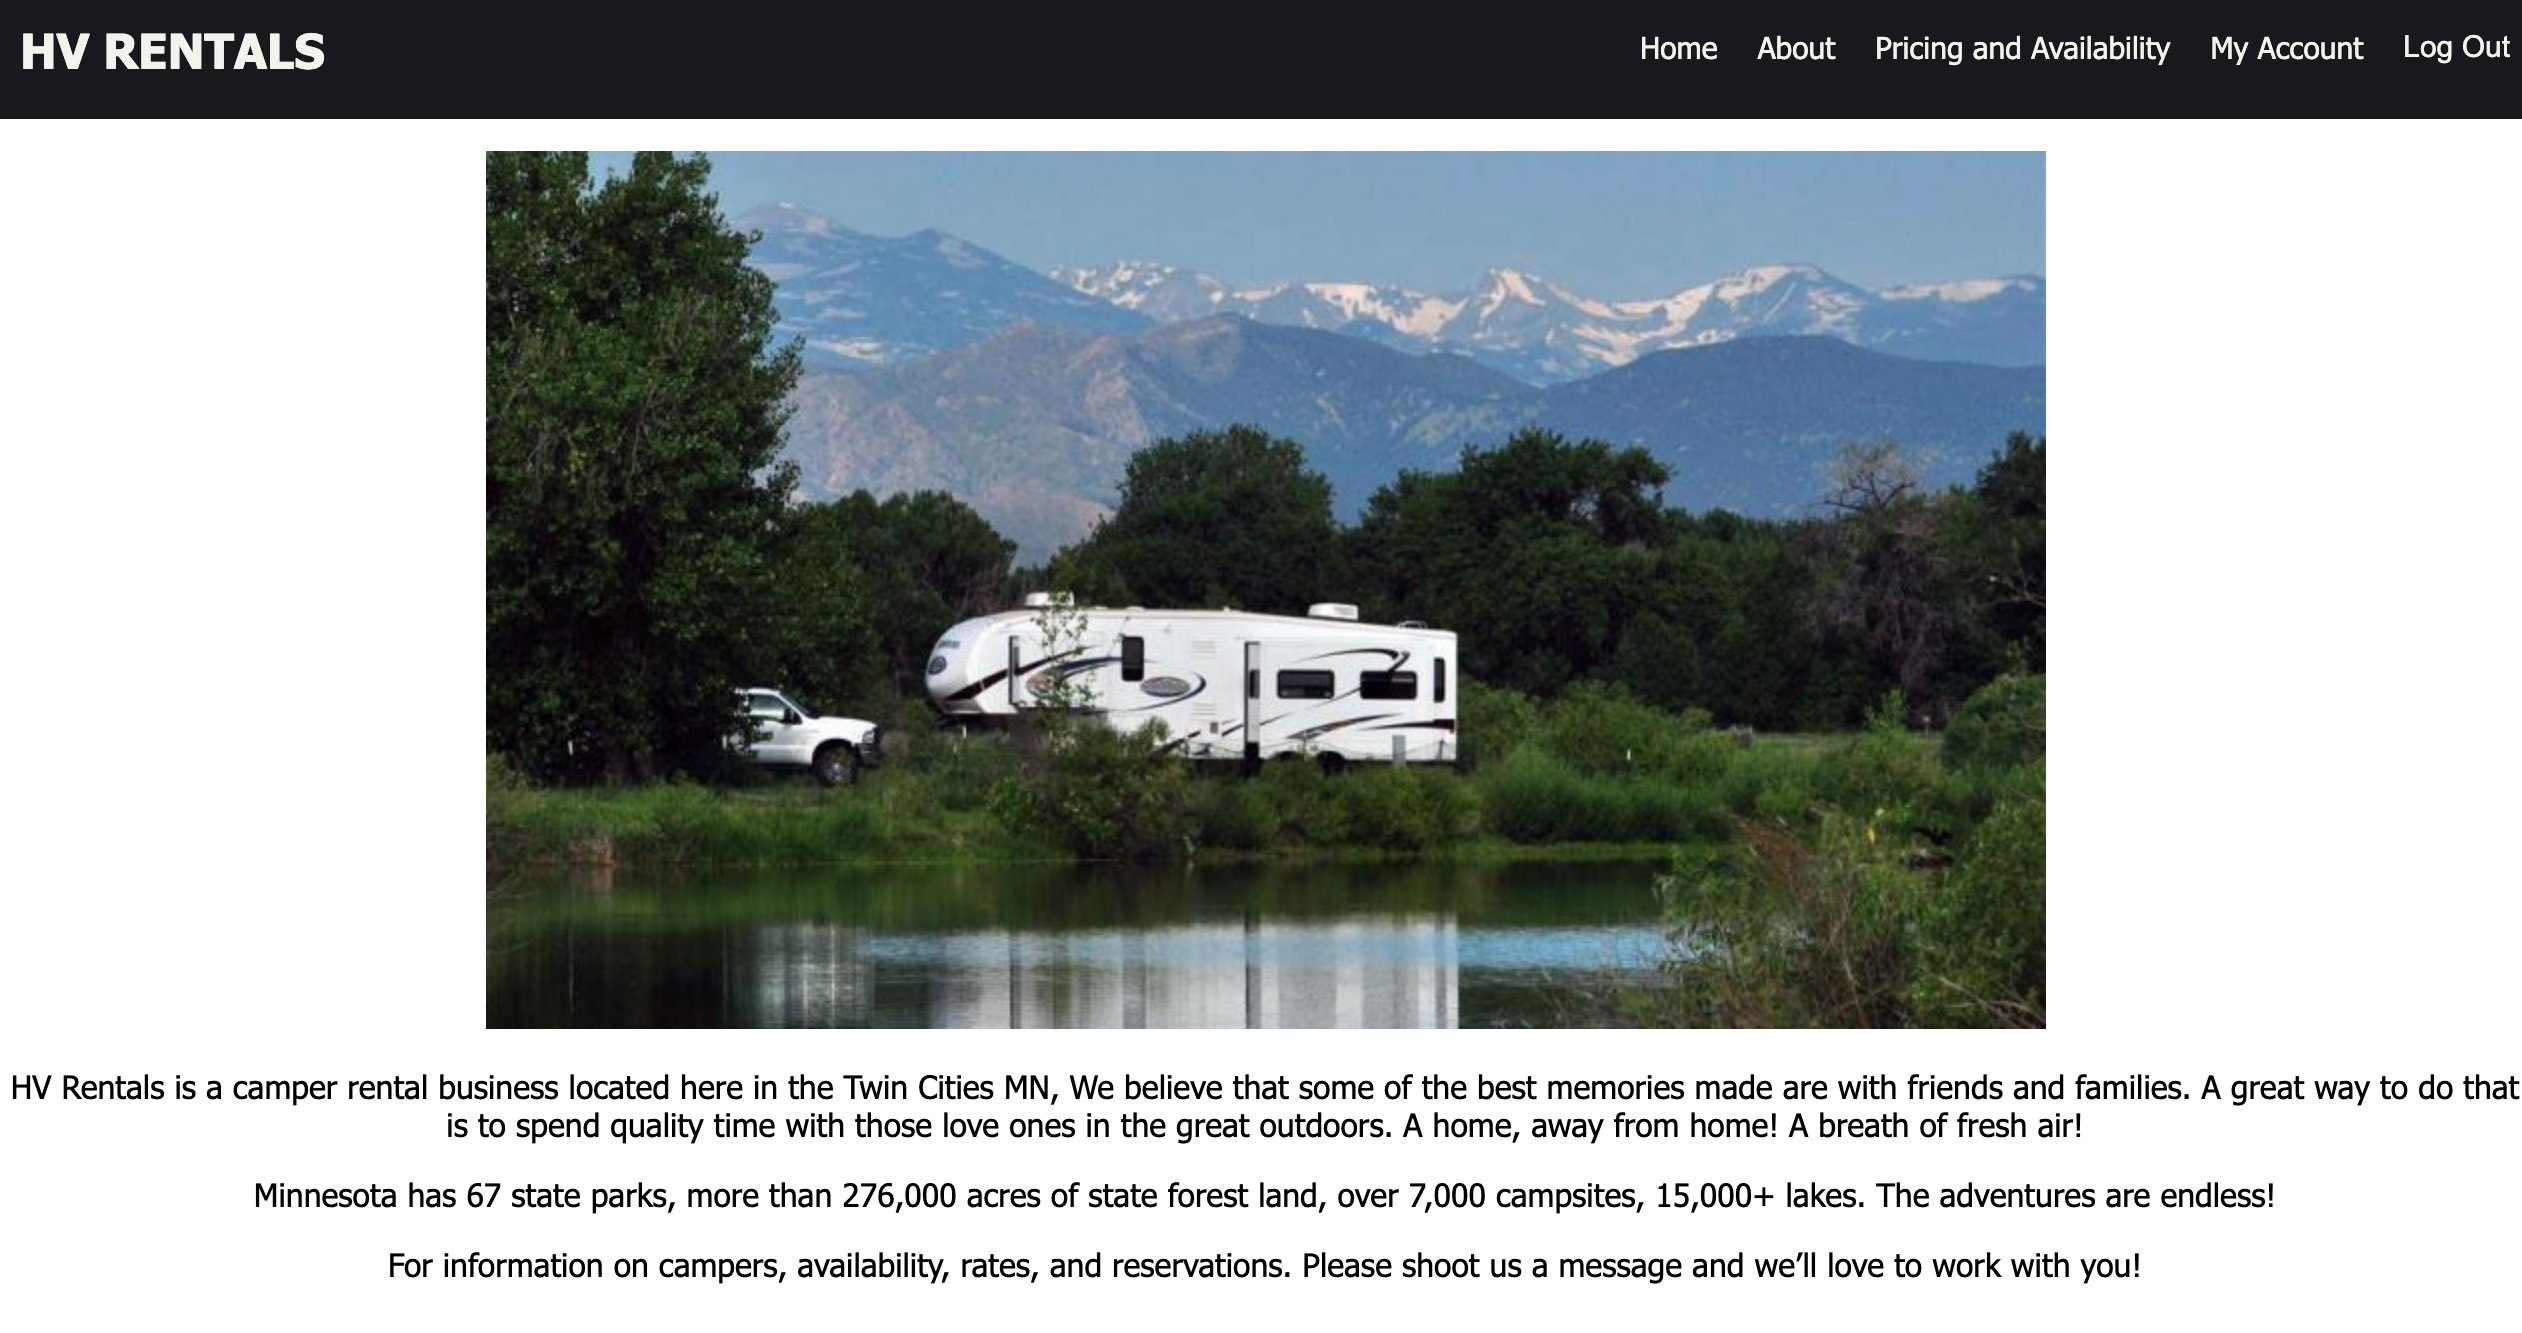 HV RENTALS
Home About Pricing and Availability My Account Log Out
HV Rentals is a camper rental business located here in the Twin Cities MN, We believe that some of the best memories made are with friends and families. A great way to do that
is to spend quality time with those love ones in the great outdoors. A home, away from home! A breath of fresh air!
Minnesota has 67 state parks, more than 276,000 acres of state forest land, over 7,000 campsites, 15,000+ lakes. The adventures are endless!
For information on campers, availability, rates, and reservations. Please shoot us a message and we’ll love to work with you!